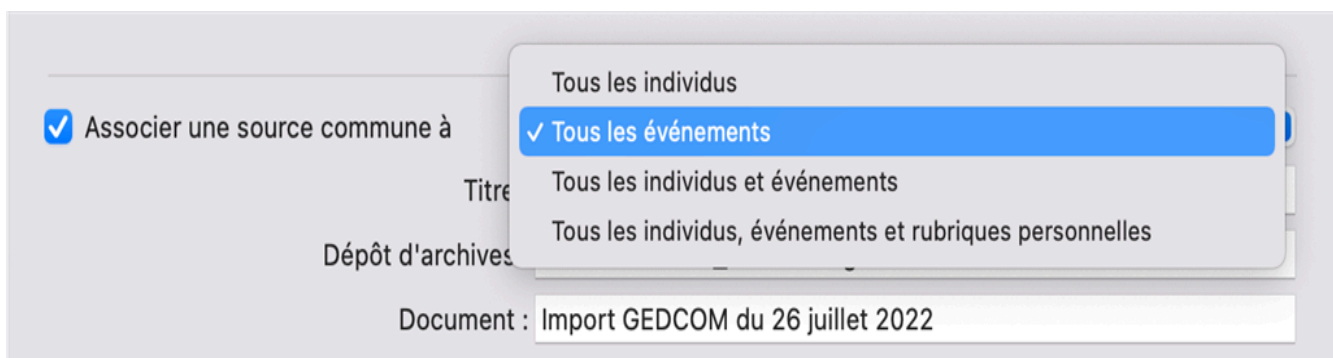 Tous les individus
Associer une source commune à
✓ Tous les événements
Titre
Tous les individus et événements
Tous les individus, événements et rubriques personnelles
Dépôt d'archives
Document : Import GEDCOM du 26 juillet 2022